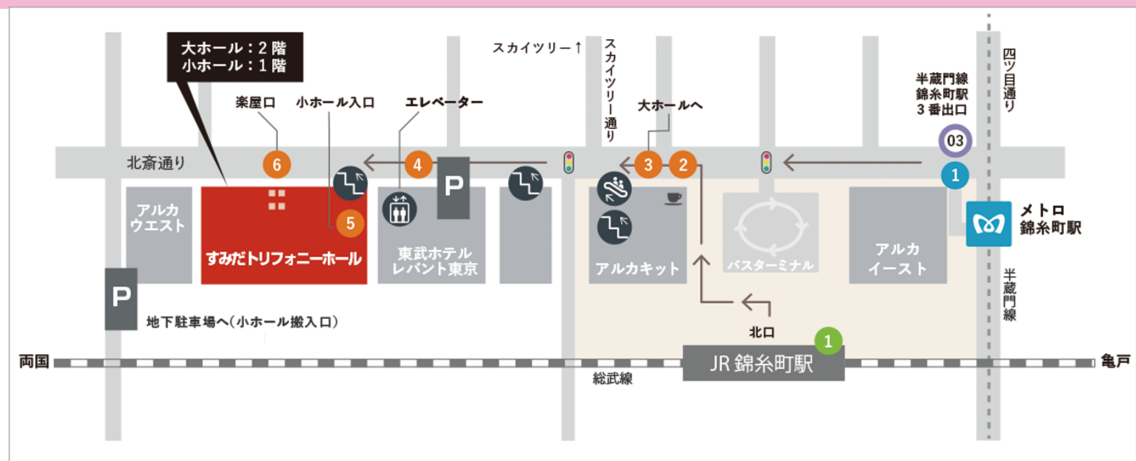 大ホール：2階
小ホール：1階
楽屋口
小ホール入口
エレベーター
スカイツリー↑
スカイツリー通り
大ホールへ
半蔵門線
錦糸町駅
3番出口
四ツ目通り
03
北斎通り
6
4
3
2
1
P
アルカ
ウエスト
すみだトリフォニーホール
5
東武ホテル
レバント東京
アルカキット
バスターミナル
アルカ
イースト
メトロ
錦糸町駅
半蔵門線
P
地下駐車場へ(小ホール搬入口)
北口
1
両国
JR 錦糸町駅
亀戸
総武線